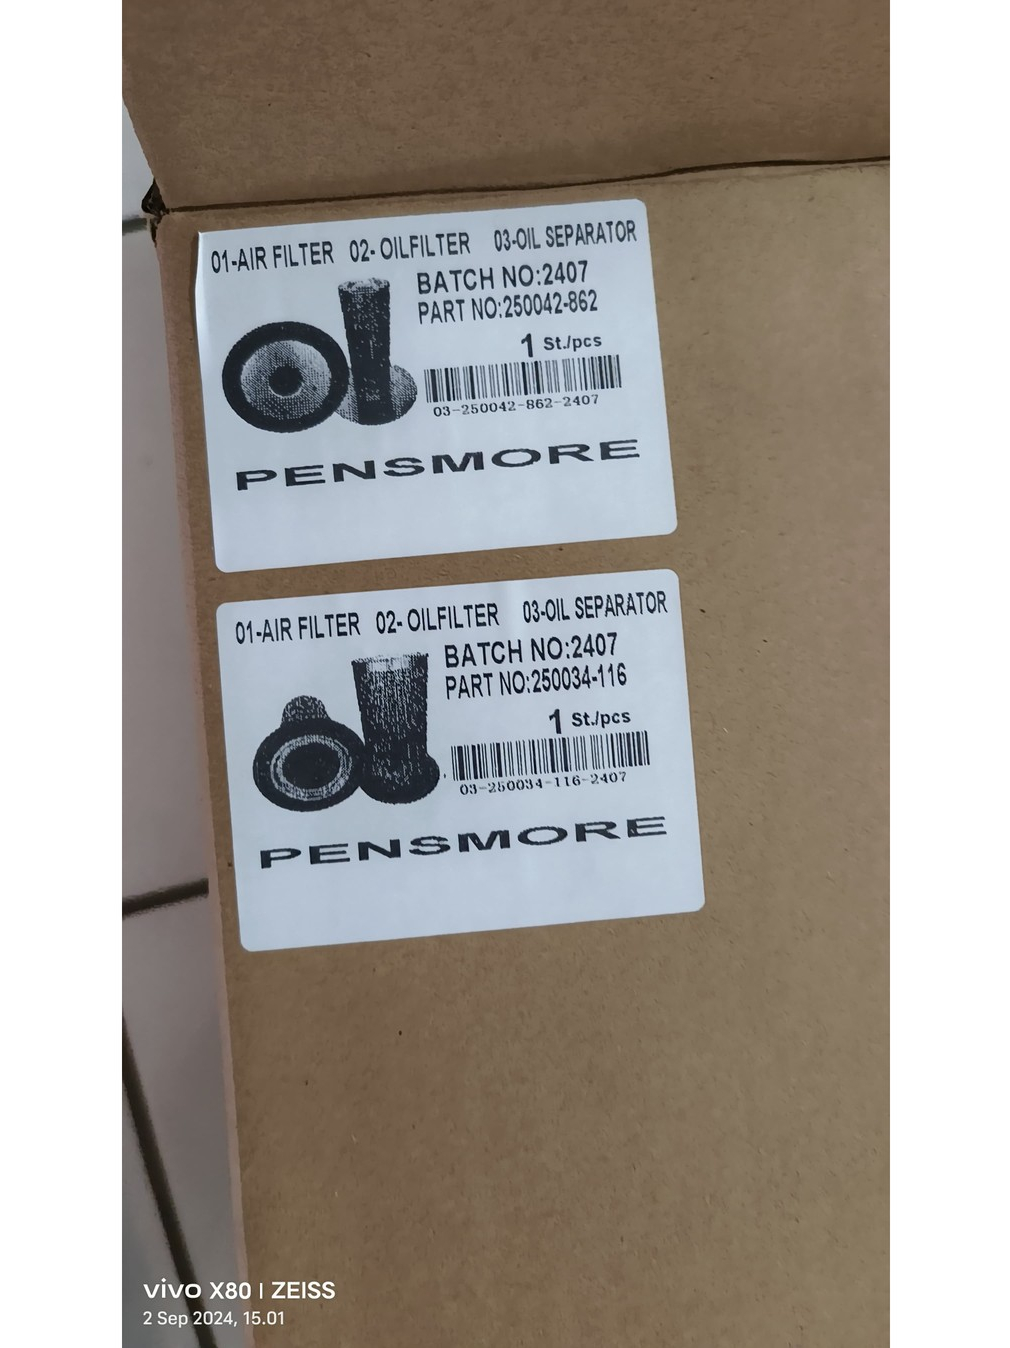 01-AIR FILTER 02- OILFILTER 03-OIL SEPARATOR
BATCH NO:2407
PART NO:250042-862
1 St./pcs
03-250042-862-2407
PENSMORE
01-AIR FILTER 02- OILFILTER 03-OIL SEPARATOR
BATCH NO:2407
PART NO:250034-116
1 St./pcs
03-250034-116-2407
PENSMORE
vivo X80 | ZEISS
2 Sep 2024, 15.01